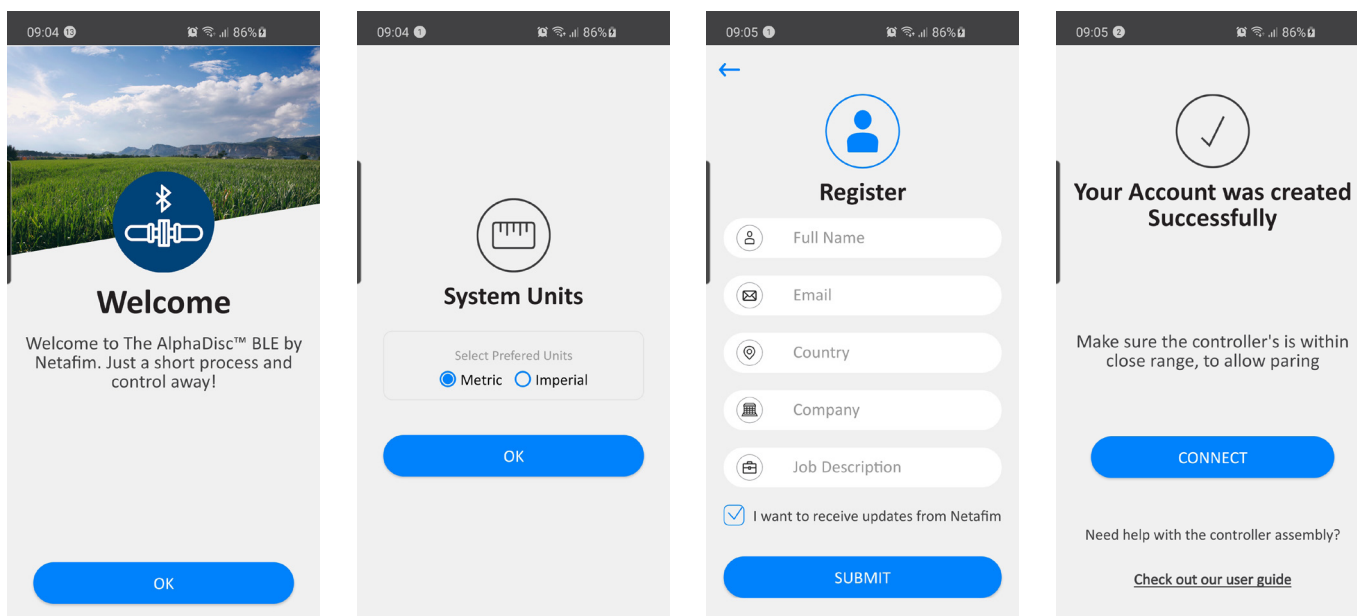 09:04 13 86%
Welcome
Welcome to The AlphaDisc™ BLE by
Netafim. Just a short process and
control away!
OK
09:04 1 86%
System Units
Select Prefered Units
Metric Imperial
OK
09:05 1 86%
Register
Full Name
Email
Country
Company
Job Description
I want to receive updates from Netafim
SUBMIT
09:05 2 86%
Your Account was created
Successfully
Make sure the controller's is within
close range, to allow paring
CONNECT
Need help with the controller assembly?
Check out our user guide